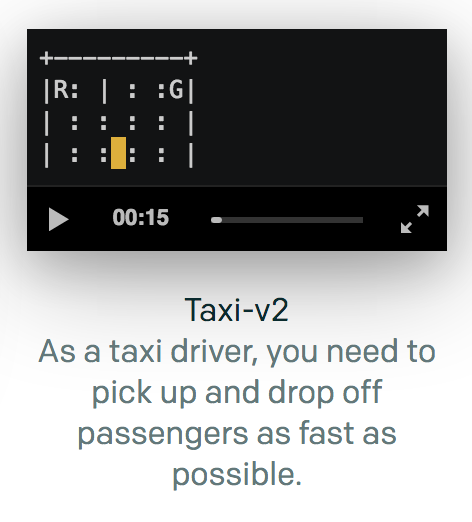 +---------+
|R: | : :G|
| : : : : |
| : : : : |
00:15
Taxi-v2
As a taxi driver, you need to
pick up and drop off
passengers as fast as
possible.